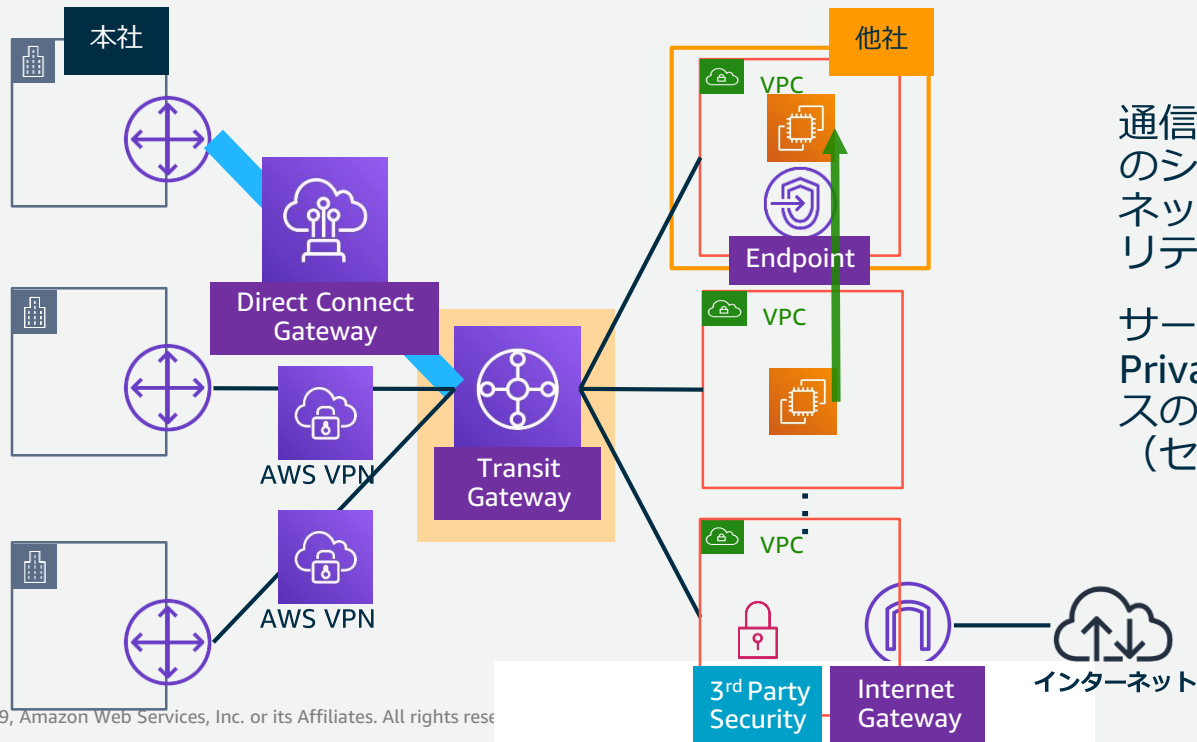 本社
他社
VPC
Endpoint
Direct Connect
Gateway
VPC
AWS VPN
Transit
Gateway
AWS VPN
VPC
3rd Party
Security
Internet
Gateway
インターネット
通信
のシ
ネッ
リテ
サー
Priva
スの
（セ
9, Amazon Web Services, Inc. or its Affiliates. All rights rese